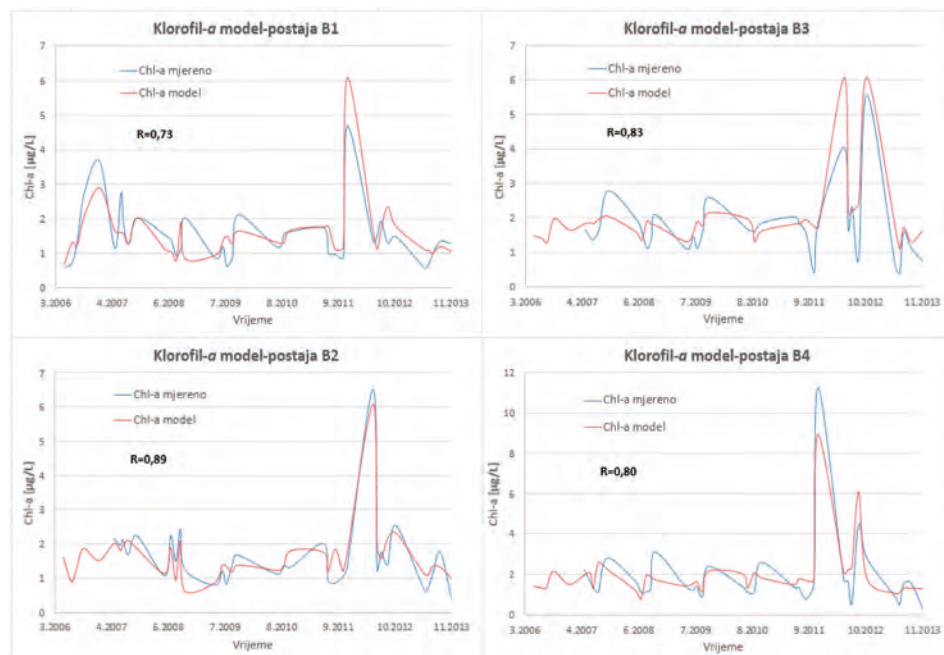 Klorofil-a model-postaja B1
Chl-a [µg/L]
7
6
5
4
3
2
1
0
Chl-a mjereno
Chl-a model
R=0,73
3.2006 4.2007 6.2008 7.2009 8.2010 9.2011 10.2012 11.2013
Vrijeme
Klorofil-a model-postaja B3
Chl-a [µg/L]
7
6
5
4
3
2
1
0
Chl-a mjereno
Chl-a model
R=0,83
3.2006 4.2007 6.2008 7.2009 8.2010 9.2011 10.2012 11.2013
Vrijeme
Klorofil-a model-postaja B2
Chl-a [µg/L]
7
6
5
4
3
2
1
0
Chl-a mjereno
Chl-a model
R=0,89
3.2006 4.2007 6.2008 7.2009 8.2010 9.2011 10.2012 11.2013
Vrijeme
Klorofil-a model-postaja B4
Chl-a [µg/L]
12
10
8
6
4
2
0
Chl-a mjereno
Chl-a model
R=0,80
3.2006 4.2007 6.2008 7.2009 8.2010 9.2011 10.2012 11.2013
Vrijeme